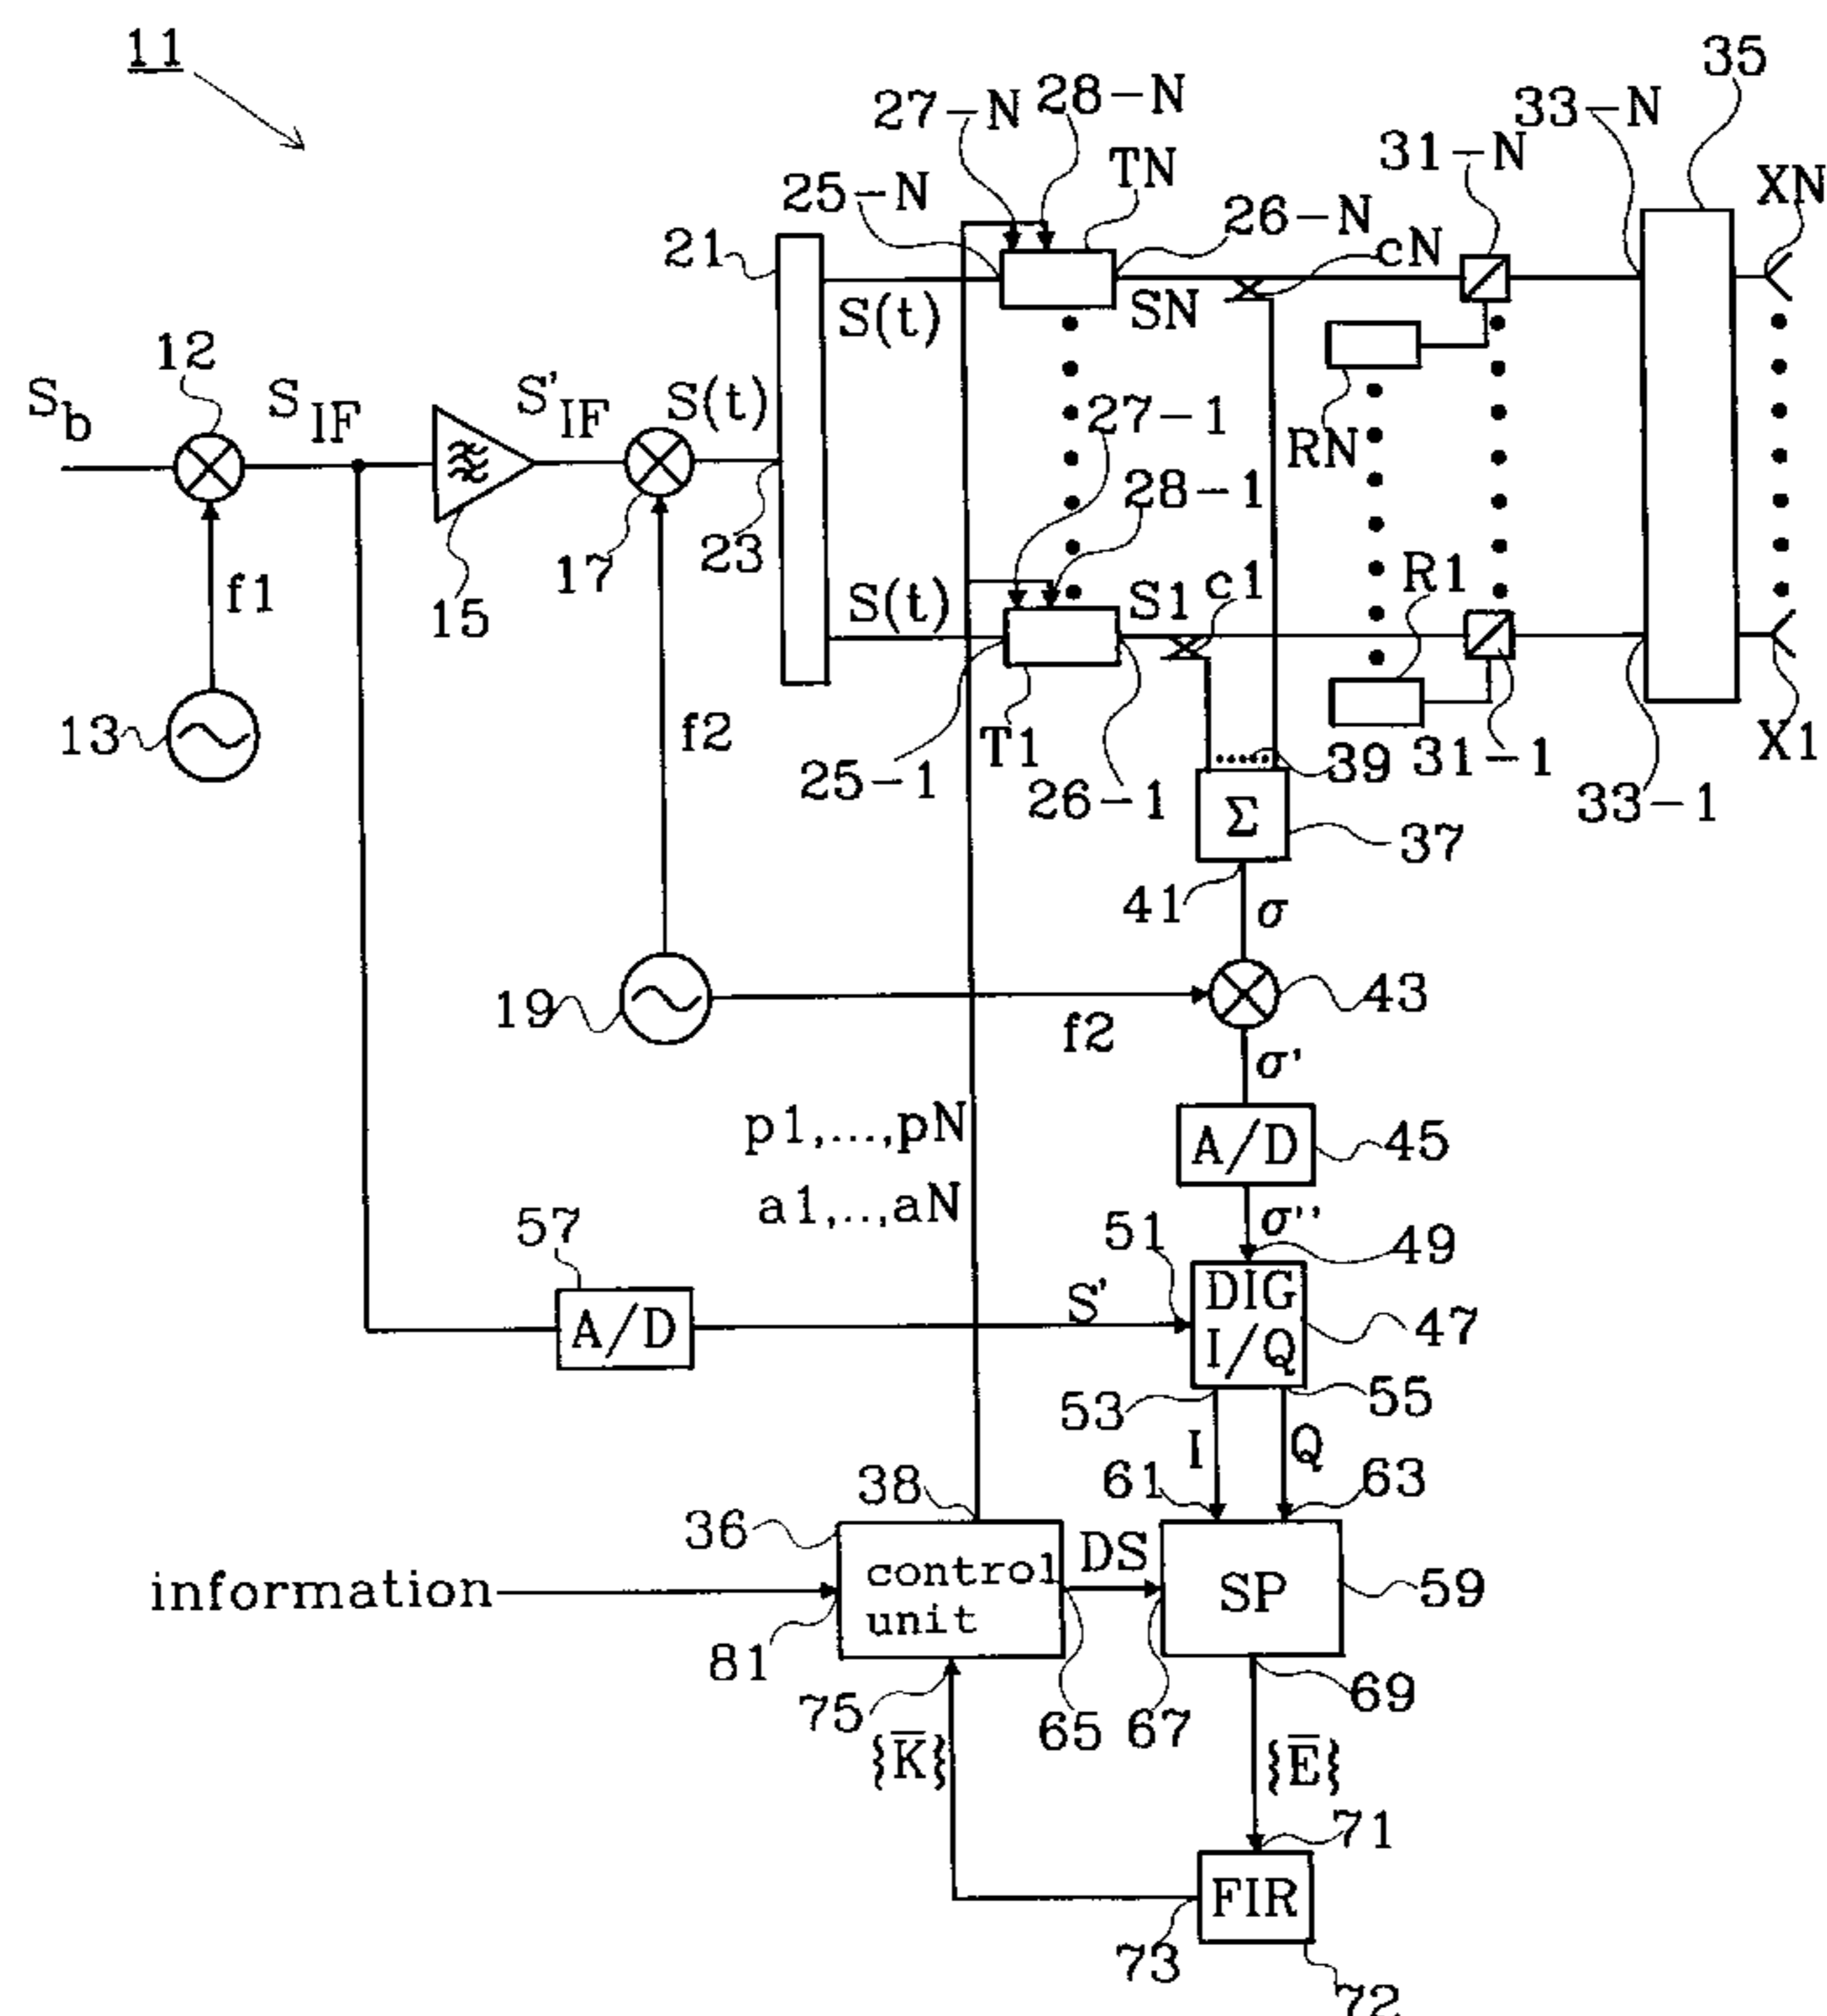 11
35
27-N
28-N
33-N
31-N
TN
XN
25-N
26-N
cN
21
S(t)
SN
12
S_b
S_IF
S'_IF
S(t)
27-1
RN
28-1
f1
15
17
23
S(t)
S1
c1
R1
13
f2
25-1
T1
26-1
39
31-1
33-1
X1
Σ
37
41
σ
19
43
f2
σ'
p1,...,pN
A/D
45
a1,..,aN
σ''
57
51
49
A/D
S'
DIG
I/Q
47
53
55
I
Q
38
61
63
36
DS
information
control
unit
SP
59
81
75
65
67
69
{K̅}
{E̅}
71
FIR
73
72